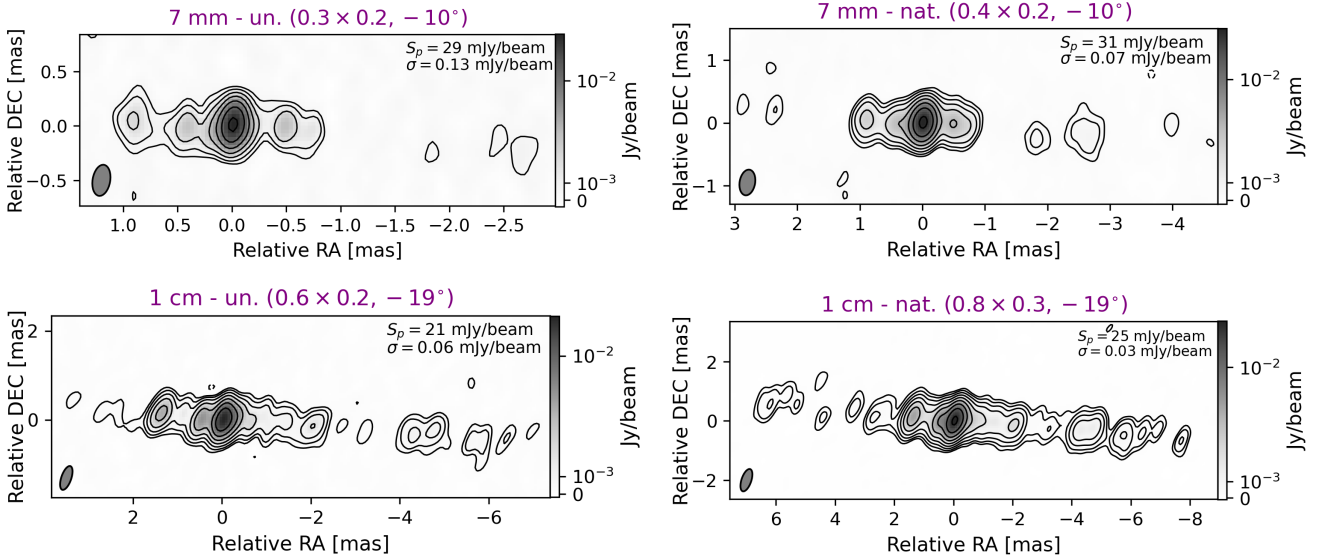 7 mm - un. (0.3 × 0.2, − 10°)
S_p = 29 mJy/beam
σ = 0.13 mJy/beam
Relative DEC [mas]
0.5
0.0
−0.5
1.0 0.5 0.0 −0.5 −1.0 −1.5 −2.0 −2.5
Relative RA [mas]
10⁻²
10⁻³
0
Jy/beam
7 mm - nat. (0.4 × 0.2, − 10°)
S_p = 31 mJy/beam
σ = 0.07 mJy/beam
Relative DEC [mas]
1
0
−1
3 2 1 0 −1 −2 −3 −4
Relative RA [mas]
10⁻²
10⁻³
0
Jy/beam
1 cm - un. (0.6 × 0.2, − 19°)
S_p = 21 mJy/beam
σ = 0.06 mJy/beam
Relative DEC [mas]
2
0
2 0 −2 −4 −6
Relative RA [mas]
10⁻²
10⁻³
0
Jy/beam
1 cm - nat. (0.8 × 0.3, − 19°)
S_p = 25 mJy/beam
σ = 0.03 mJy/beam
Relative DEC [mas]
2
0
−2
6 4 2 0 −2 −4 −6 −8
Relative RA [mas]
10⁻²
10⁻³
0
Jy/beam